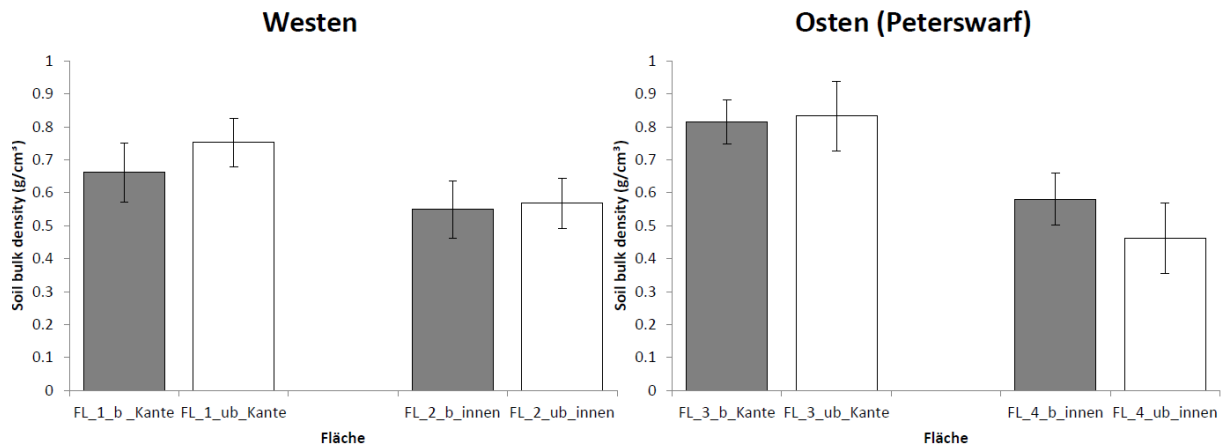 Westen
Soil bulk density (g/cm³)
1
0.9
0.8
0.7
0.6
0.5
0.4
0.3
0.2
0.1
0
FL_1_b _Kante FL_1_ub_Kante FL_2_b_innen FL_2_ub_innen
Fläche
Osten (Peterswarf)
Soil bulk density (g/cm³)
1
0.9
0.8
0.7
0.6
0.5
0.4
0.3
0.2
0.1
0
FL_3_b_Kante FL_3_ub_Kante FL_4_b_innen FL_4_ub_innen
Fläche